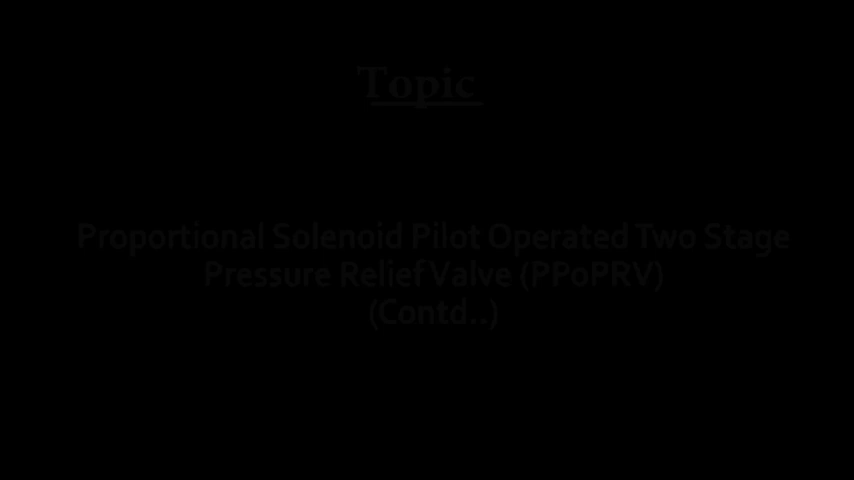 Topic
Proportional Solenoid Pilot Operated Two Stage
Pressure Relief Valve (PPoPRV)
(Contd..)